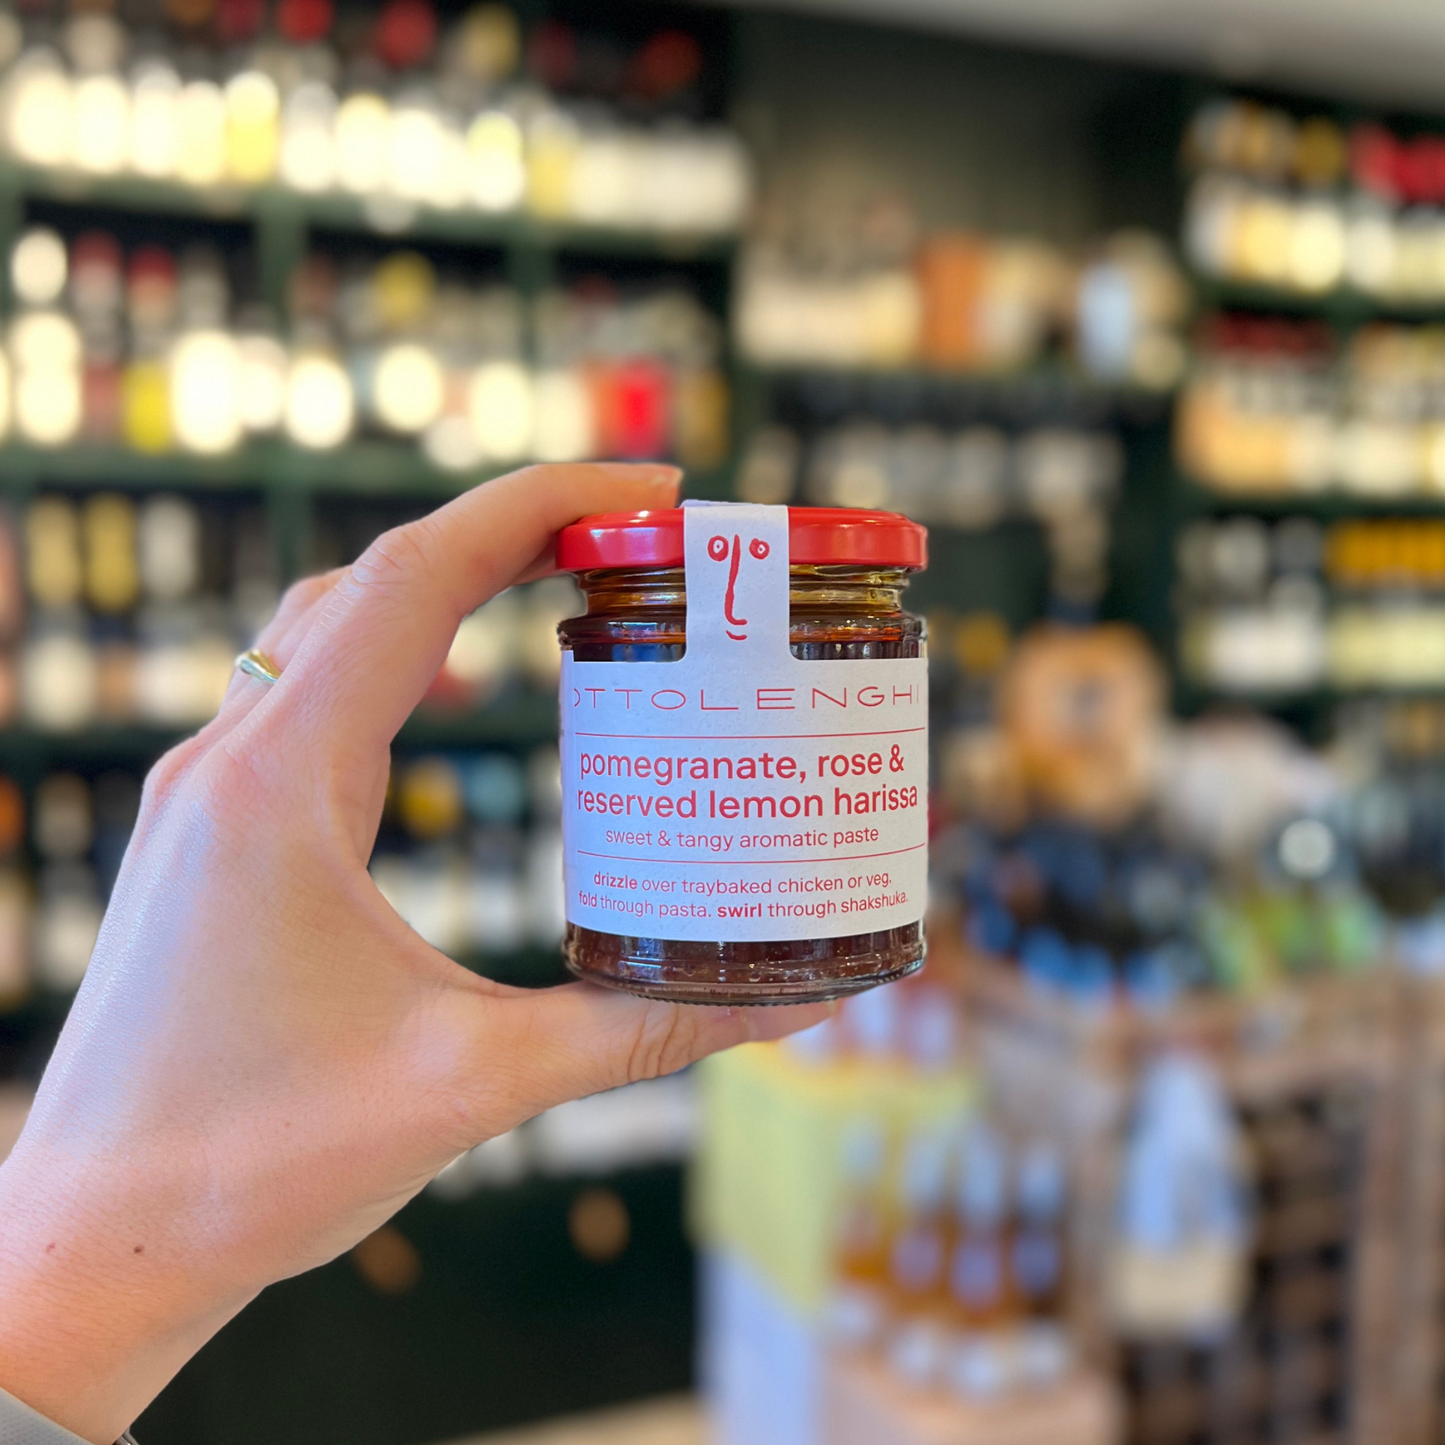 OTTOLENGHI
pomegranate, rose &
reserved lemon harissa
sweet & tangy aromatic paste
drizzle over traybaked chicken or veg.
fold through pasta. swirl through shakshuka.